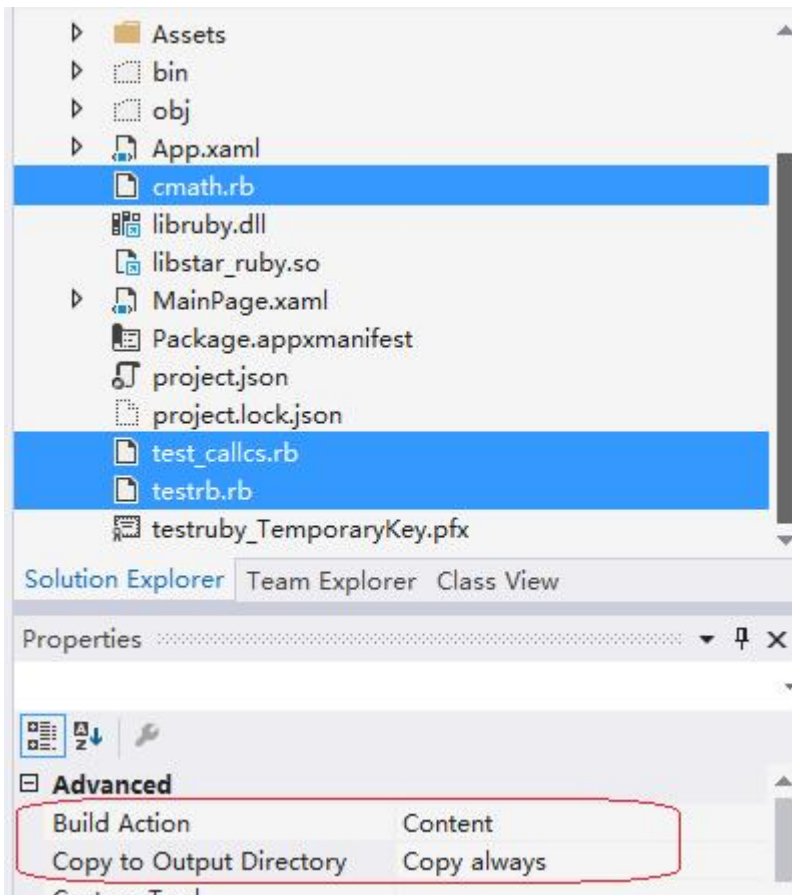 Assets
bin
obj
App.xaml
cmath.rb
libruby.dll
libstar_ruby.so
MainPage.xaml
Package.appxmanifest
project.json
project.lock.json
test_callcs.rb
testrb.rb
testruby_TemporaryKey.pfx
Solution Explorer Team Explorer Class View
Properties
Advanced
Build Action Content
Copy to Output Directory Copy always